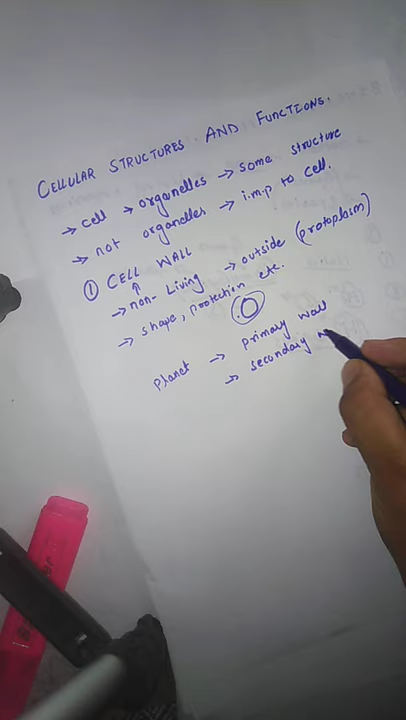 CELLULAR STRUCTURES AND FUNCTIONS.
→ cell → organelles → some structure
→ not organelles → i.m.p to cell.
① CELL WALL
↑
→ non-Living → outside (protoplasm)
→ shape, protection etc.
Planet → primary wall
→ secondary